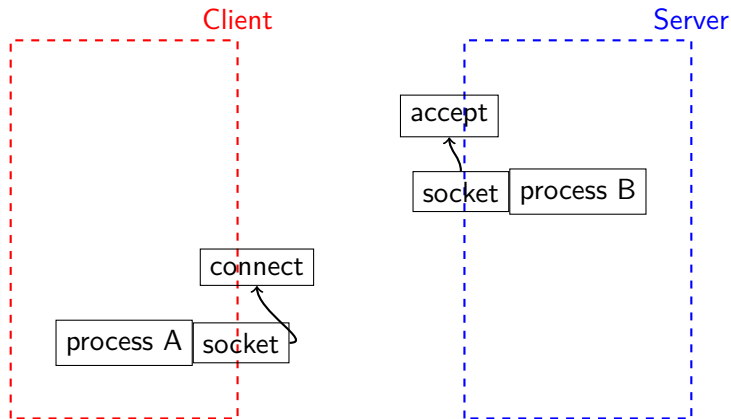 Client
Server
accept
socket
process B
connect
process A
socket